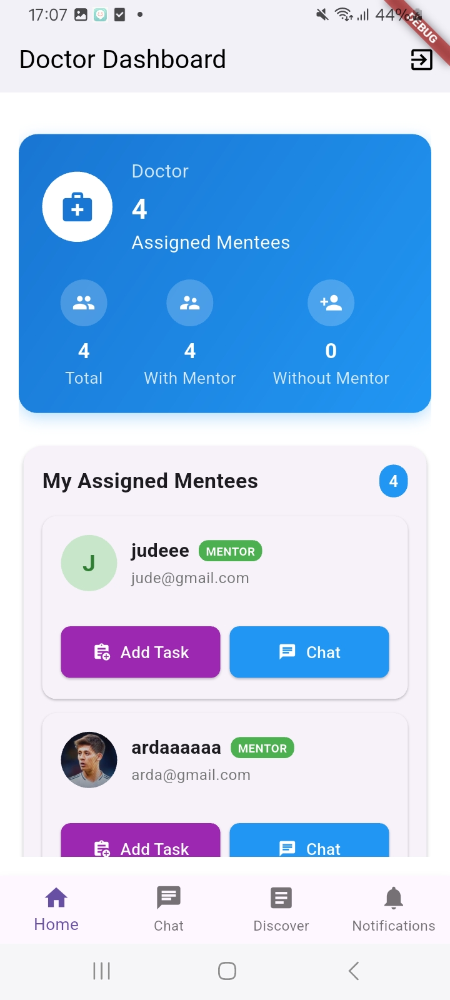 17:07
44%
DEBUG
Doctor Dashboard
Doctor
4
Assigned Mentees
4
Total
4
With Mentor
0
Without Mentor
My Assigned Mentees
4
J
judeee MENTOR
jude@gmail.com
Add Task
Chat
ardaaaaaa MENTOR
arda@gmail.com
Add Task
Chat
Home
Chat
Discover
Notifications